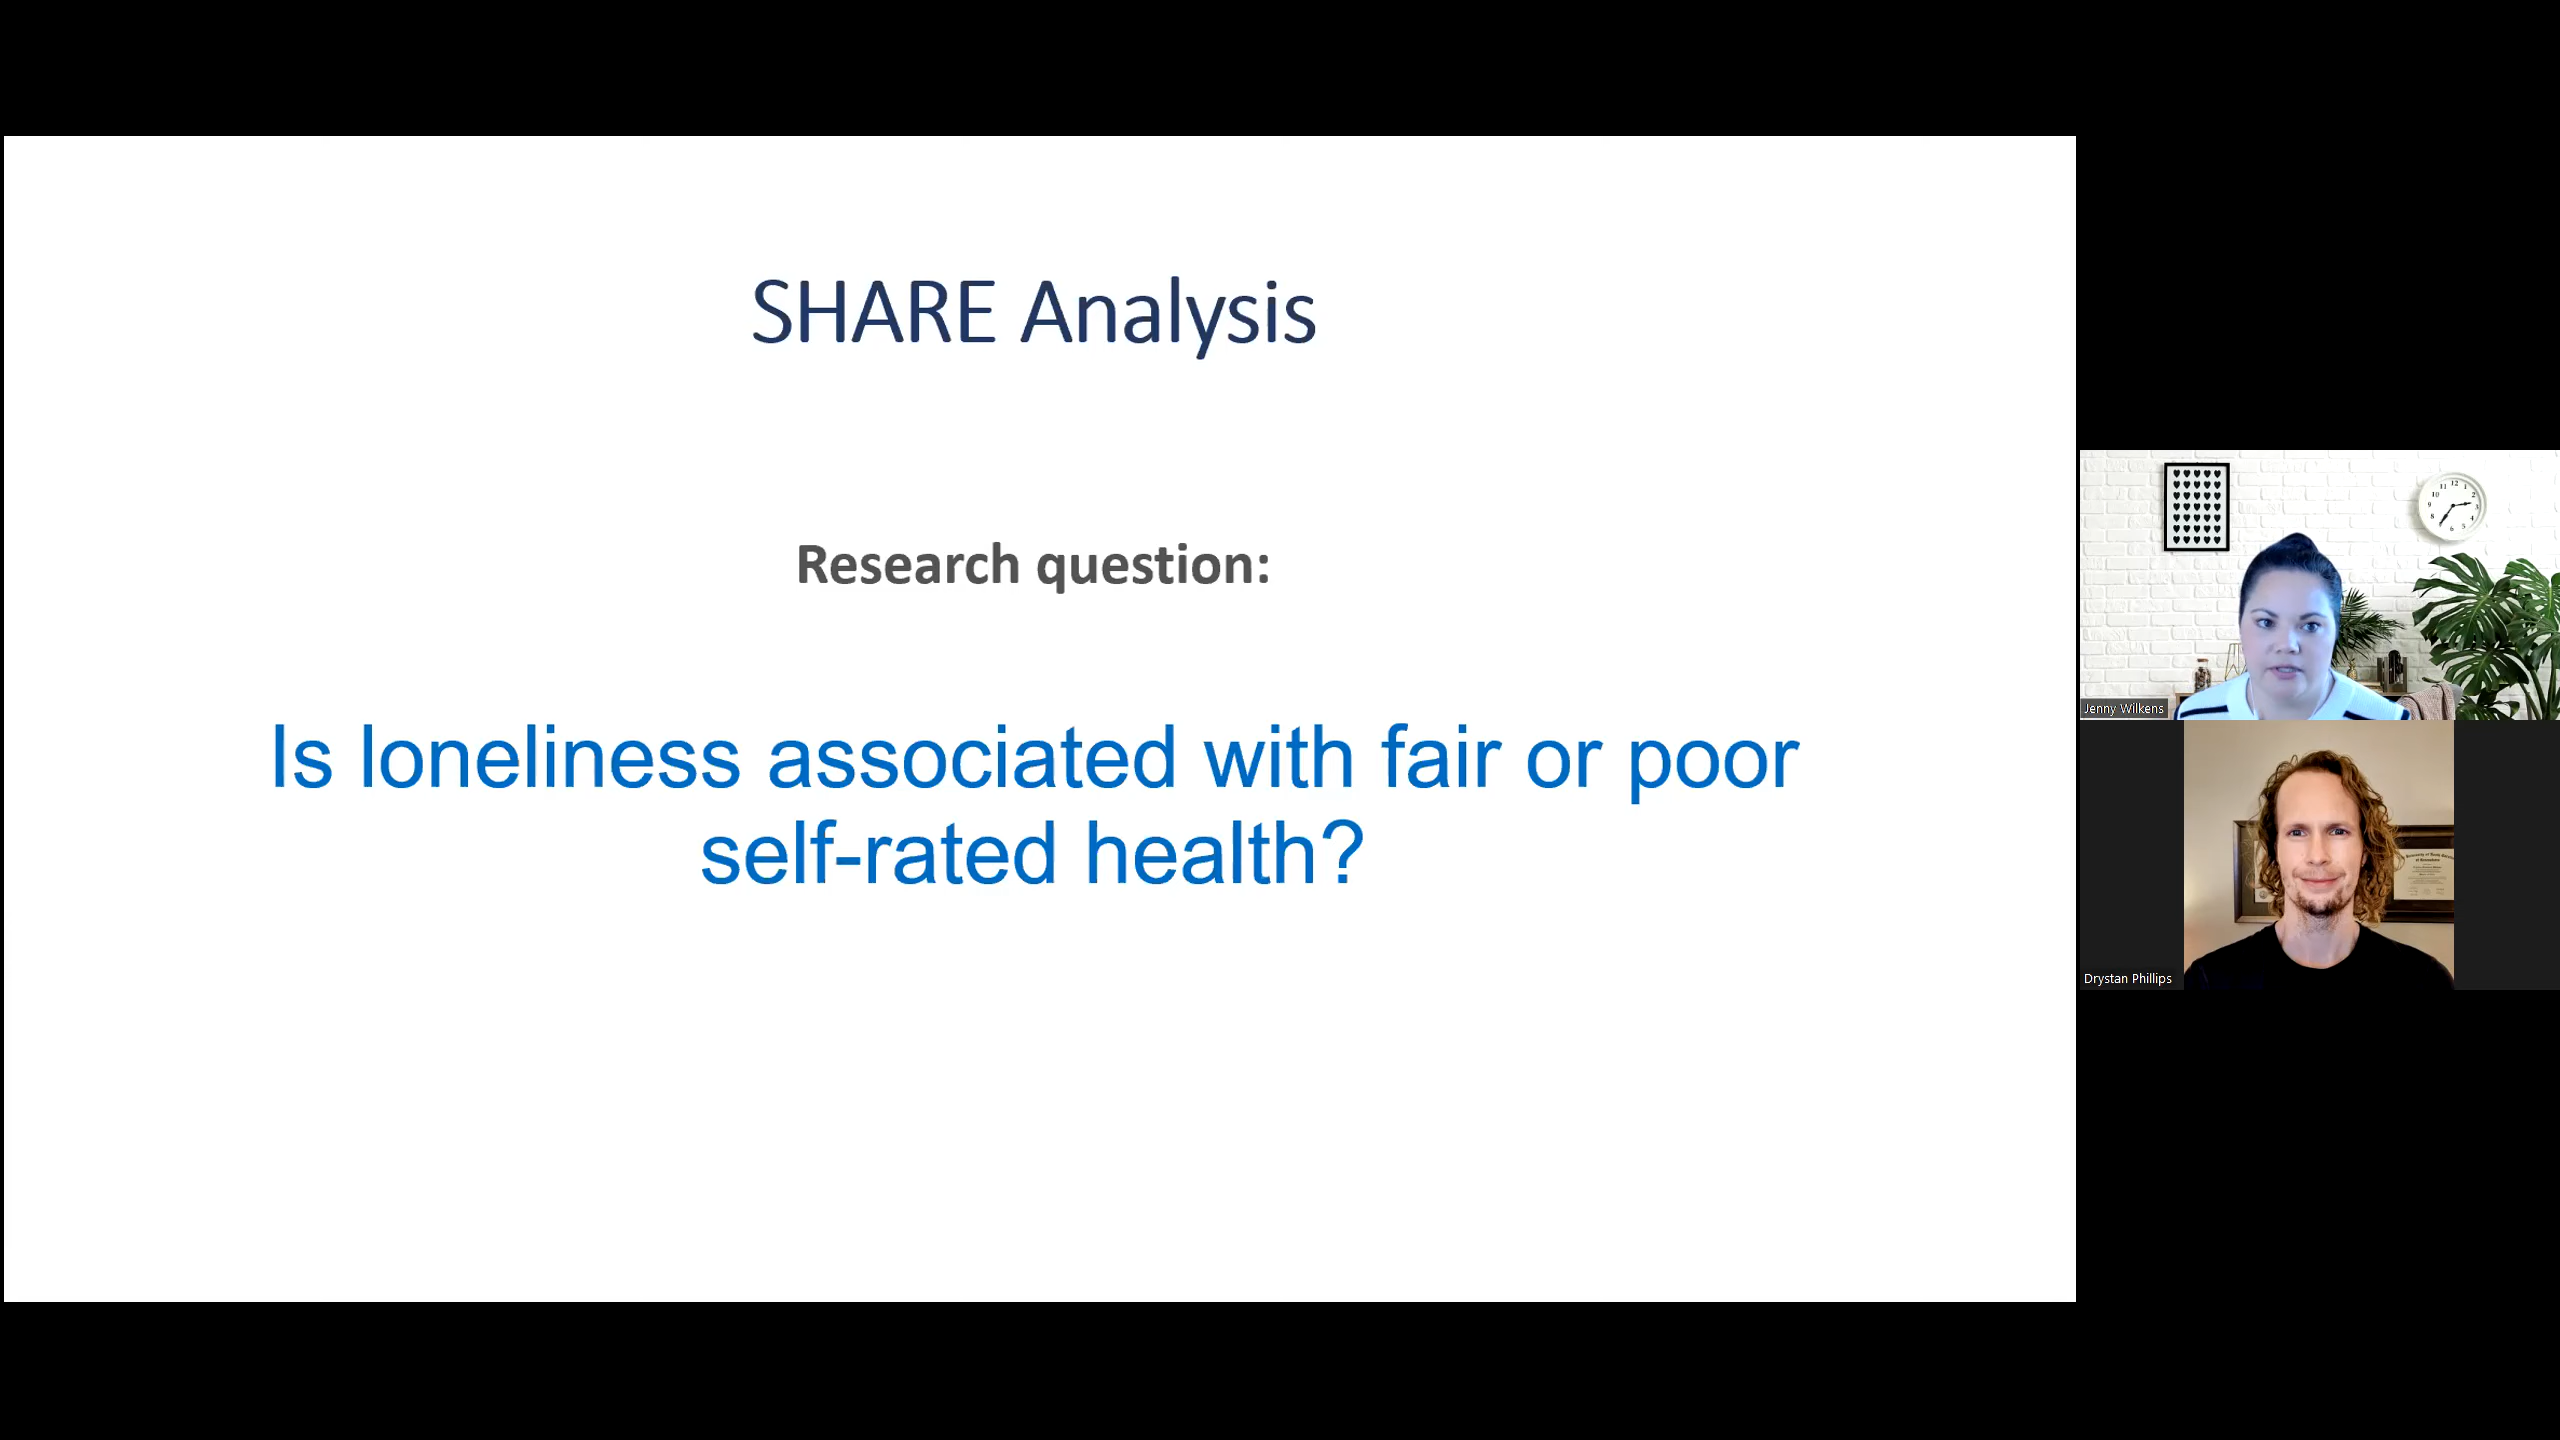 SHARE Analysis
Research question:
Is loneliness associated with fair or poor
self-rated health?
Jenny Wilkens
Drystan Phillips